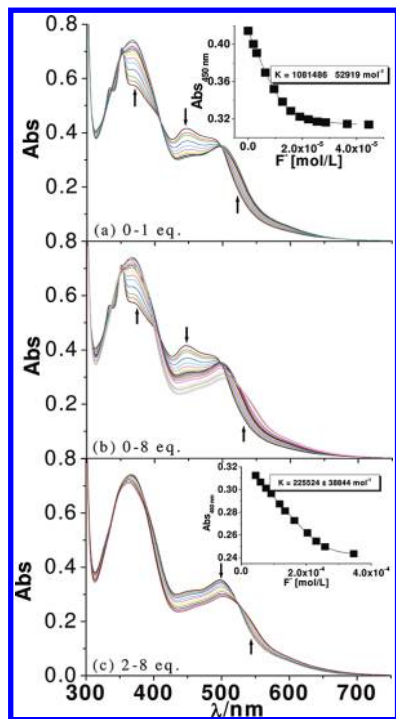 0.8
0.6
0.4
0.2
Abs
(a) 0-1 eq.
0.40
0.36
0.32
Abs450 nm
K = 1081486 52919 mol-1
0.0 2.0x10-5 4.0x10-5
F- [mol/L]
0.8
0.6
0.4
0.2
Abs
(b) 0-8 eq.
0.8
0.6
0.4
0.2
0.0
Abs
(c) 2-8 eq.
0.32
0.28
0.24
K = 225524 ± 38844 mol-1
0.0 2.0x10-4 4.0x10-4
F- [mol/L]
300 400 500 600 700
λ/nm